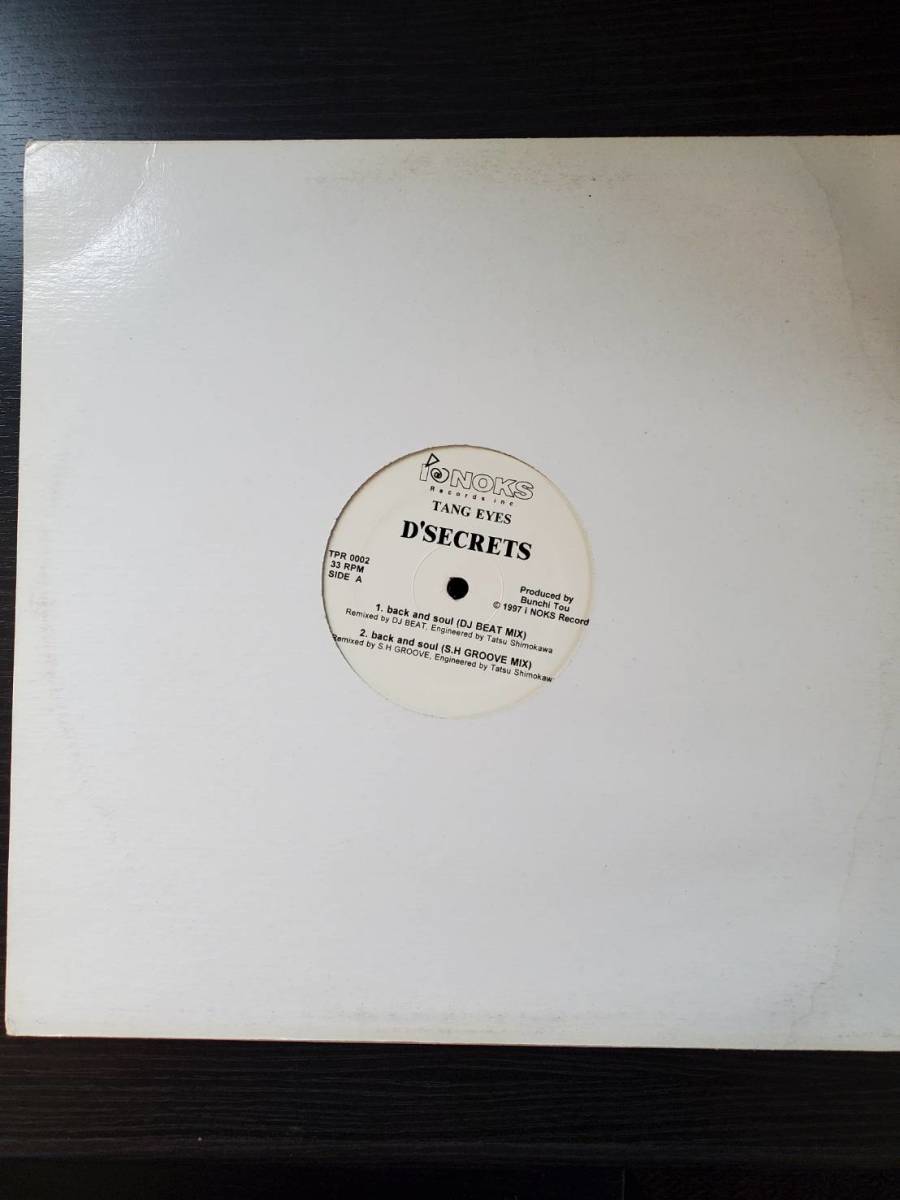 i NOKS
Records inc
TANG EYES
D'SECRETS
TPR 0002
33 RPM
SIDE A
Produced by
Bunchi Tou
© 1997 i NOKS Record
1. back and soul (DJ BEAT MIX)
Remixed by DJ BEAT, Engineered by Tatsu Shimokawa
2. back and soul (S.H GROOVE MIX)
Remixed by S.H GROOVE, Engineered by Tatsu Shimokaw